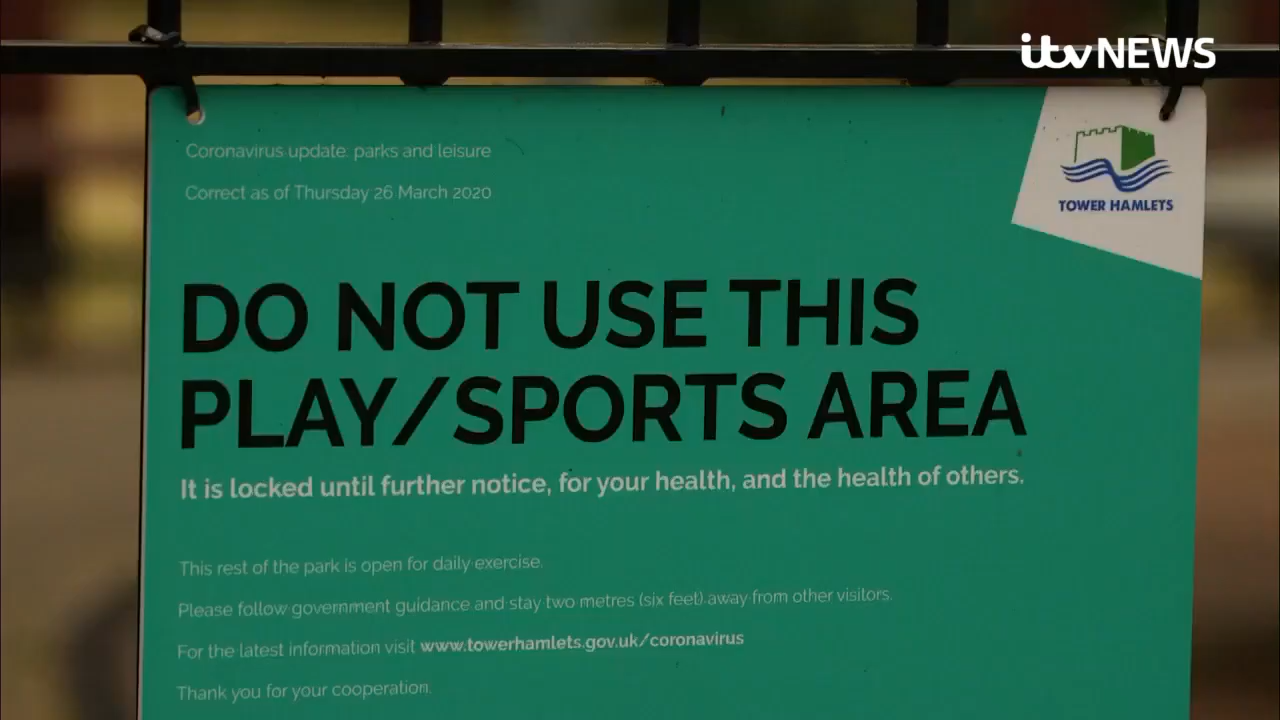 itv NEWS
Coronavirus update: parks and leisure
Correct as of Thursday 26 March 2020
TOWER HAMLETS
DO NOT USE THIS
PLAY/SPORTS AREA
It is locked until further notice, for your health, and the health of others.
This rest of the park is open for daily exercise.
Please follow government guidance and stay two metres (six feet) away from other visitors.
For the latest information visit www.towerhamlets.gov.uk/coronavirus
Thank you for your cooperation.